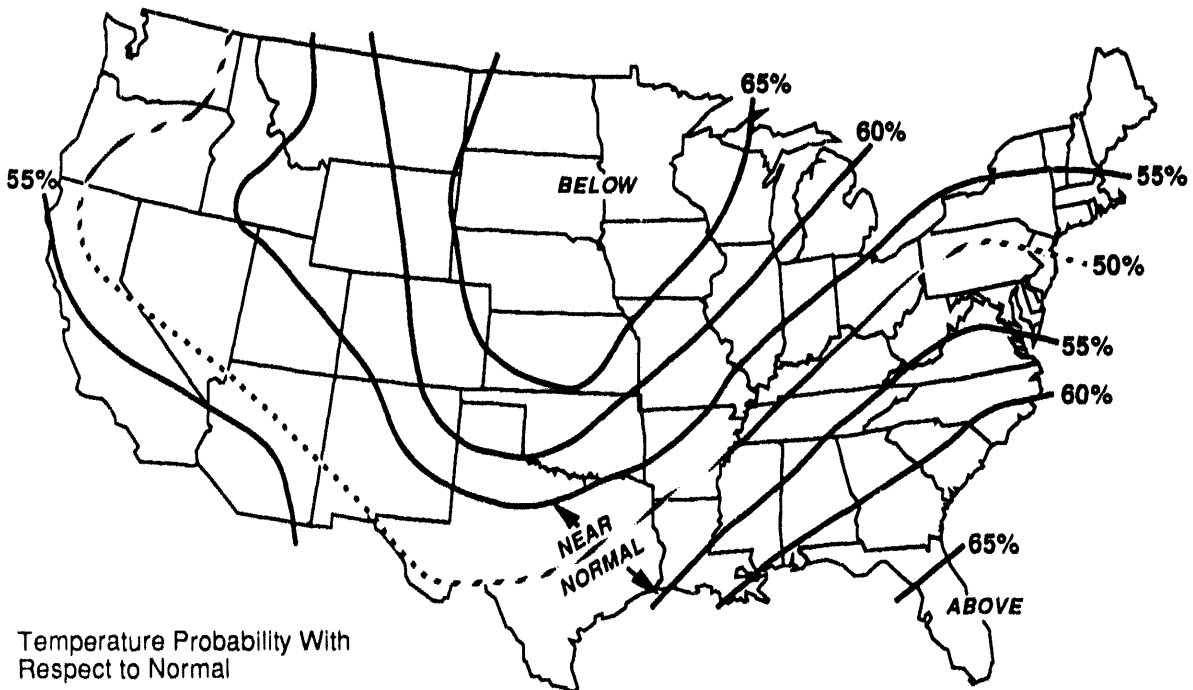 65%
60%
55%
BELOW
55%
50%
55%
60%
NEAR
NORMAL
65%
ABOVE
Temperature Probability With
Respect to Normal